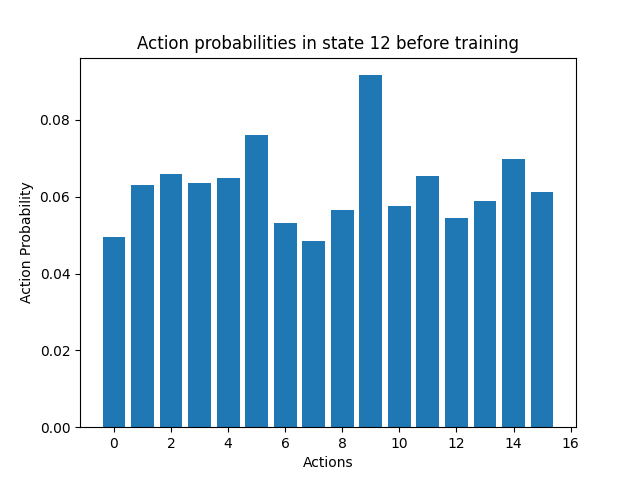 Action probabilities in state 12 before training
0.08
0.06
0.04
0.02
0.00
Action Probability
0 2 4 6 8 10 12 14 16
Actions